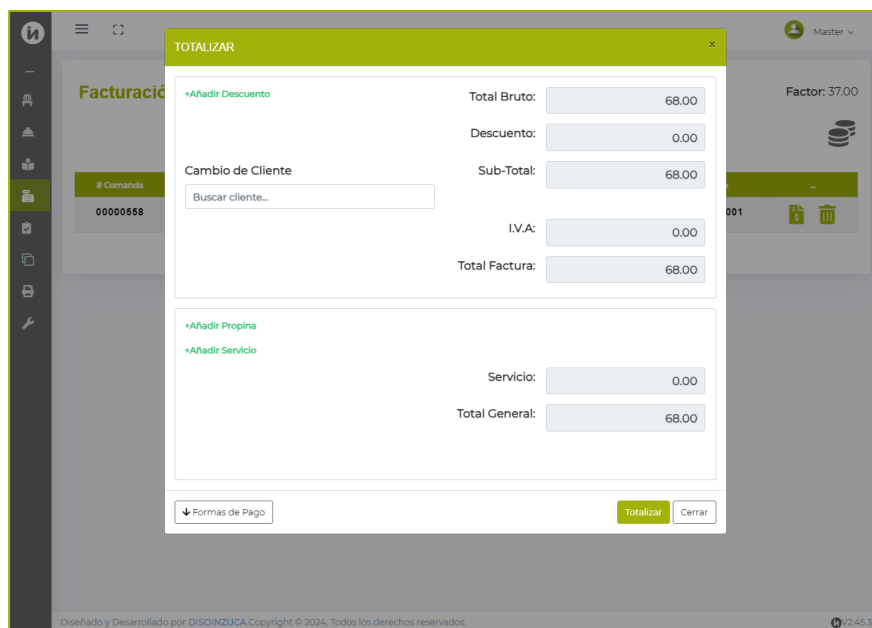 Master
TOTALIZAR
×
Facturació
Factor: 37.00
+Añadir Descuento
Total Bruto:
68.00
Descuento:
0.00
Cambio de Cliente
Sub-Total:
68.00
Buscar cliente...
# Comanda
...
00000558
001
I.V.A:
0.00
Total Factura:
68.00
+Añadir Propina
+Añadir Servicio
Servicio:
0.00
Total General:
68.00
Formas de Pago
Totalizar
Cerrar
Diseñado y Desarrollado por DISOINZUCA Copyright © 2024, Todos los derechos reservados.
V2.45.3